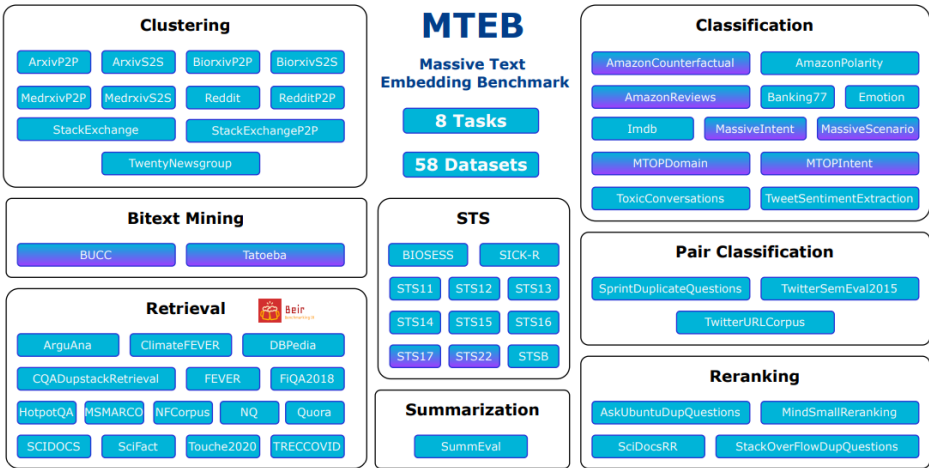 MTEB
Massive Text
Embedding Benchmark
8 Tasks
58 Datasets
Clustering
ArxivP2P ArxivS2S BiorxivP2P BiorxivS2S
MedrxivP2P MedrxivS2S Reddit RedditP2P
StackExchange StackExchangeP2P
TwentyNewsgroup
Bitext Mining
BUCC Tatoeba
Retrieval
Beir
ArguAna ClimateFEVER DBPedia
CQADupstackRetrieval FEVER FiQA2018
HotpotQA MSMARCO NFCorpus NQ Quora
SCIDOCS SciFact Touche2020 TRECCOVID
STS
BIOSESS SICK-R
STS11 STS12 STS13
STS14 STS15 STS16
STS17 STS22 STSB
Summarization
SummEval
Classification
AmazonCounterfactual AmazonPolarity
AmazonReviews Banking77 Emotion
Imdb MassiveIntent MassiveScenario
MTOPDomain MTOPIntent
ToxicConversations TweetSentimentExtraction
Pair Classification
SprintDuplicateQuestions TwitterSemEval2015
TwitterURLCorpus
Reranking
AskUbuntuDupQuestions MindSmallReranking
SciDocsRR StackOverFlowDupQuestions